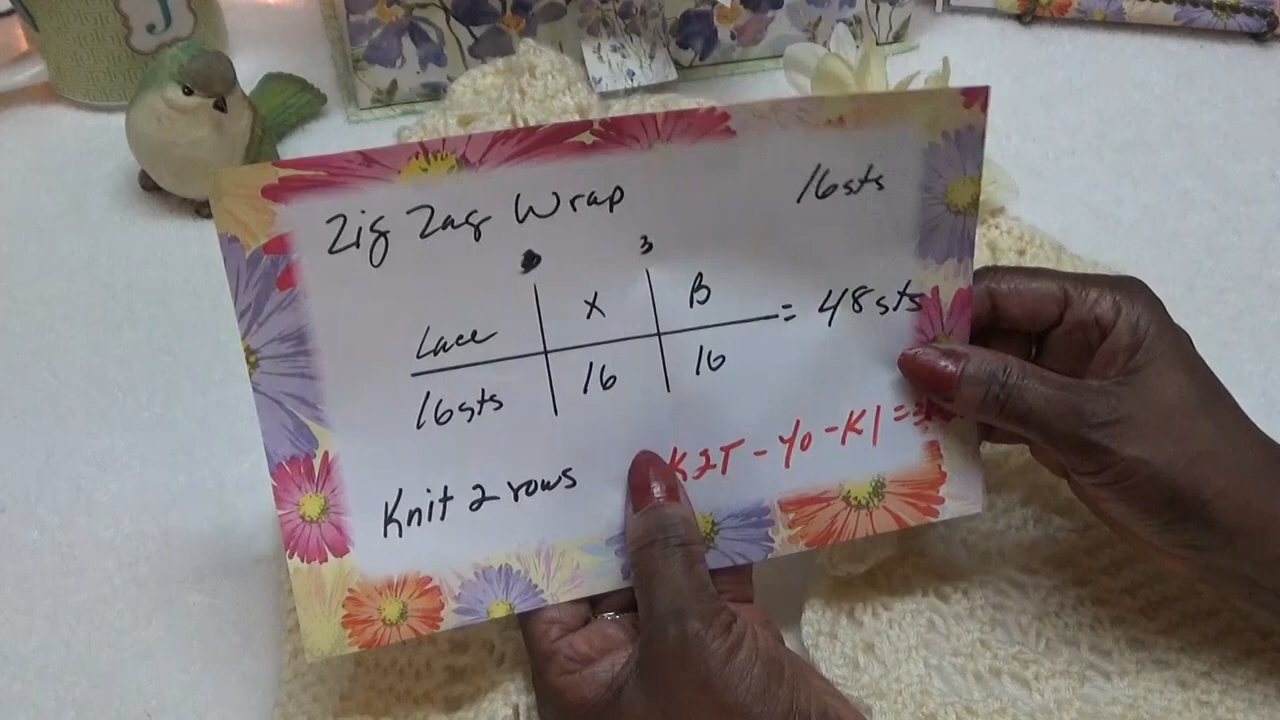 Zig Zag Wrap
16sts
3
Lace X B = 48sts
16sts 16 16
K2T - Yo - K1 =
Knit 2 rows
J